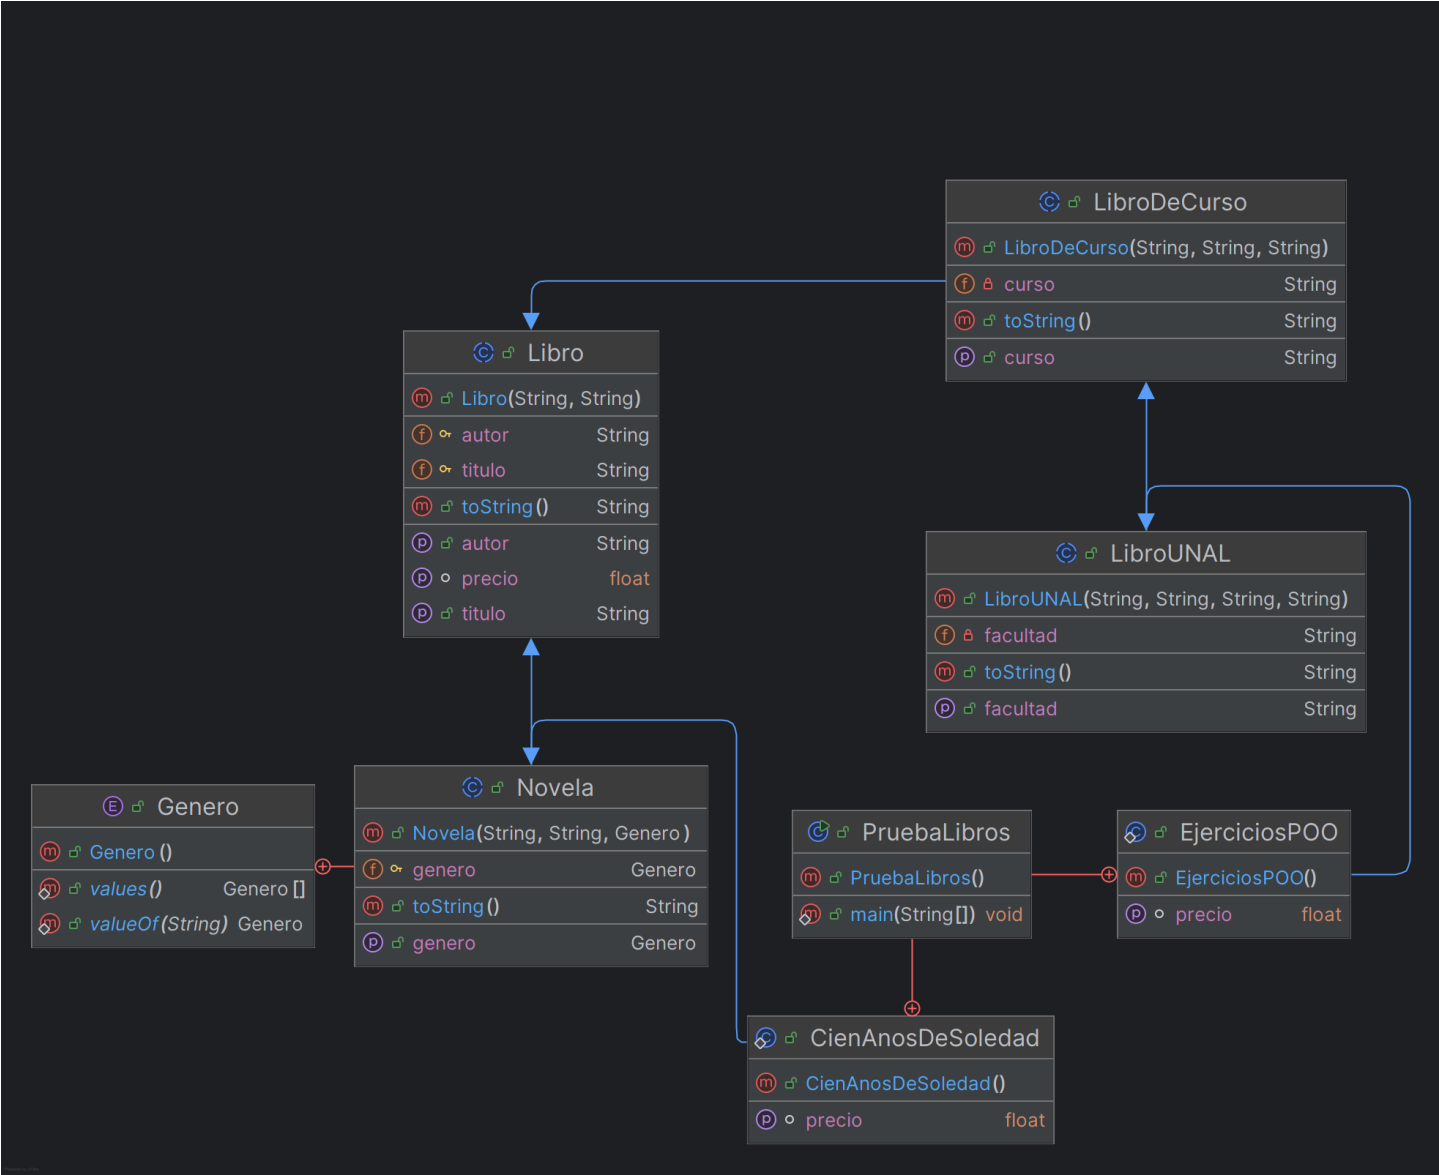 LibroDeCurso
LibroDeCurso(String, String, String)
curso String
toString() String
curso String
Libro
Libro(String, String)
autor String
titulo String
toString() String
autor String
precio float
titulo String
LibroUNAL
LibroUNAL(String, String, String, String)
facultad String
toString() String
facultad String
Genero
Genero()
values() Genero[]
valueOf(String) Genero
Novela
Novela(String, String, Genero)
genero Genero
toString() String
genero Genero
PruebaLibros
PruebaLibros()
main(String[]) void
EjerciciosPOO
EjerciciosPOO()
precio float
CienAnosDeSoledad
CienAnosDeSoledad()
precio float